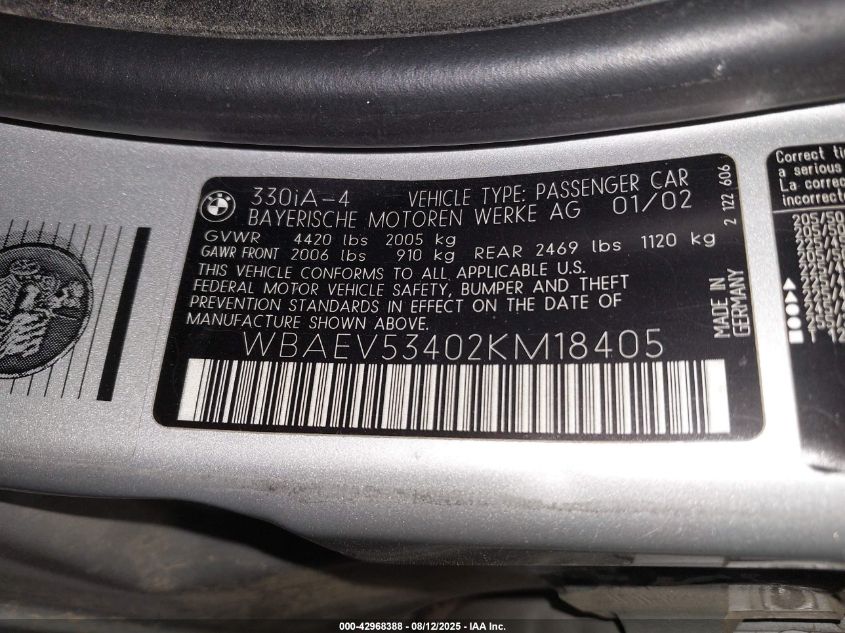 330iA-4 VEHICLE TYPE: PASSENGER CAR
BAYERISCHE MOTOREN WERKE AG 01/02
GVWR 4420 lbs 2005 kg
GAWR FRONT 2006 lbs 910 kg REAR 2469 lbs 1120 kg
THIS VEHICLE CONFORMS TO ALL APPLICABLE U.S.
FEDERAL MOTOR VEHICLE SAFETY, BUMPER AND THEFT
PREVENTION STANDARDS IN EFFECT ON THE DATE OF
MANUFACTURE SHOWN ABOVE.
WBAEV53402KM18405
2 122 606
MADE IN
GERMANY
Correct
a serious
La
incorrec
205/50
000-42968388 - 08/12/2025 - IAA Inc.